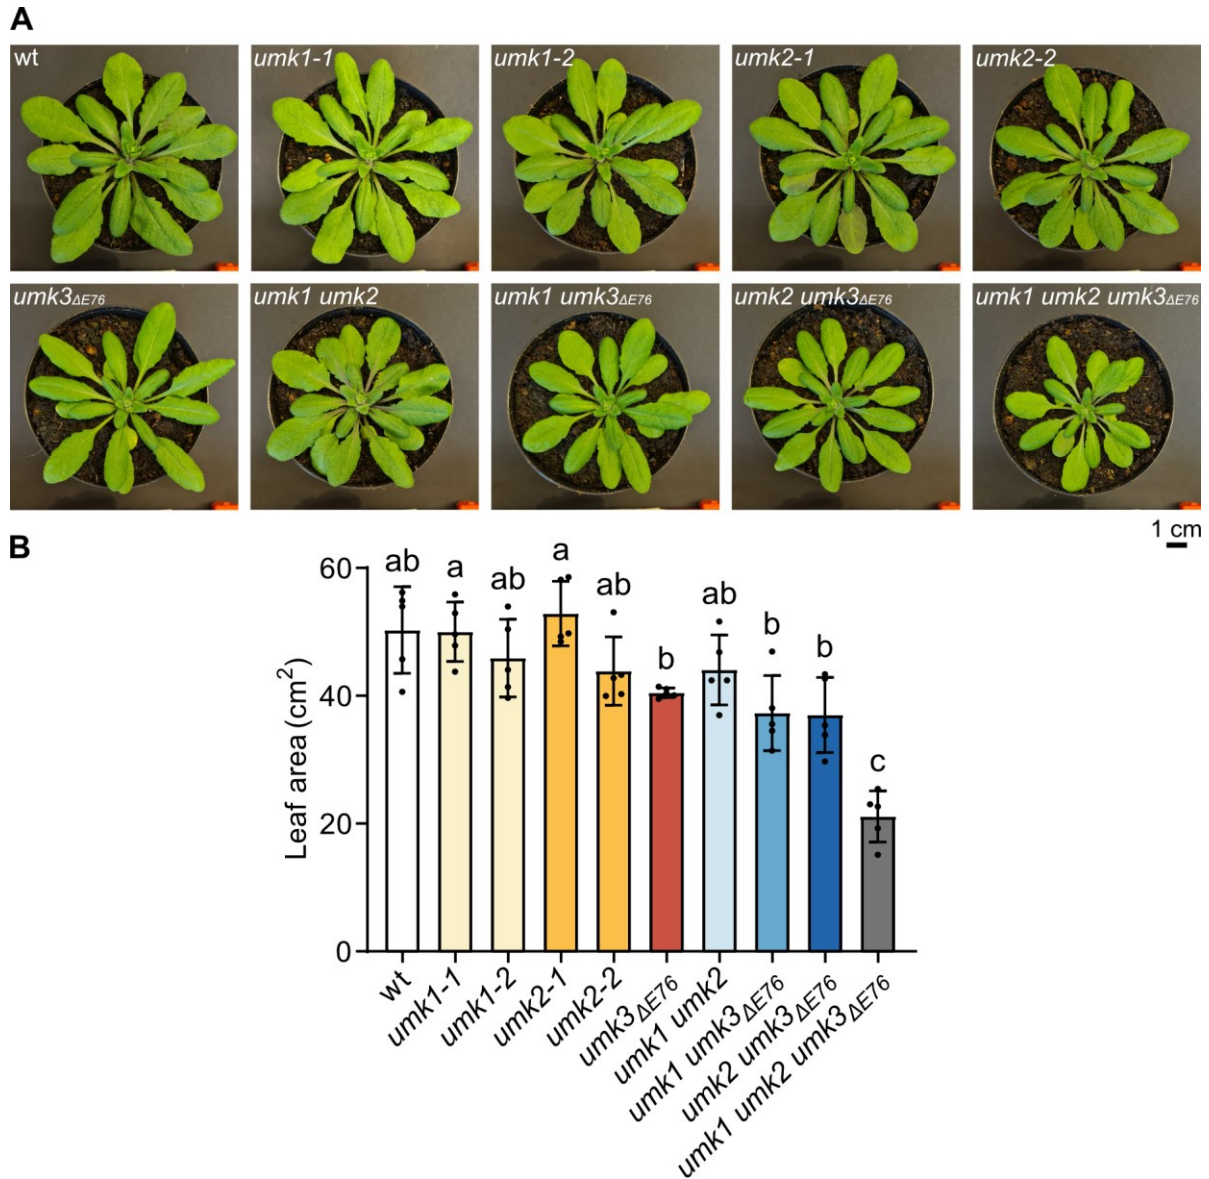 A
wt
umk1-1
umk1-2
umk2-1
umk2-2
umk3ΔE76
umk1 umk2
umk1 umk3ΔE76
umk2 umk3ΔE76
umk1 umk2 umk3ΔE76
1 cm
B
Leaf area (cm²)
60
40
20
0
ab
a
ab
a
ab
b
ab
b
b
c
wt
umk1-1
umk1-2
umk2-1
umk2-2
umk3ΔE76
umk1 umk2
umk1 umk3ΔE76
umk2 umk3ΔE76
umk1 umk2 umk3ΔE76